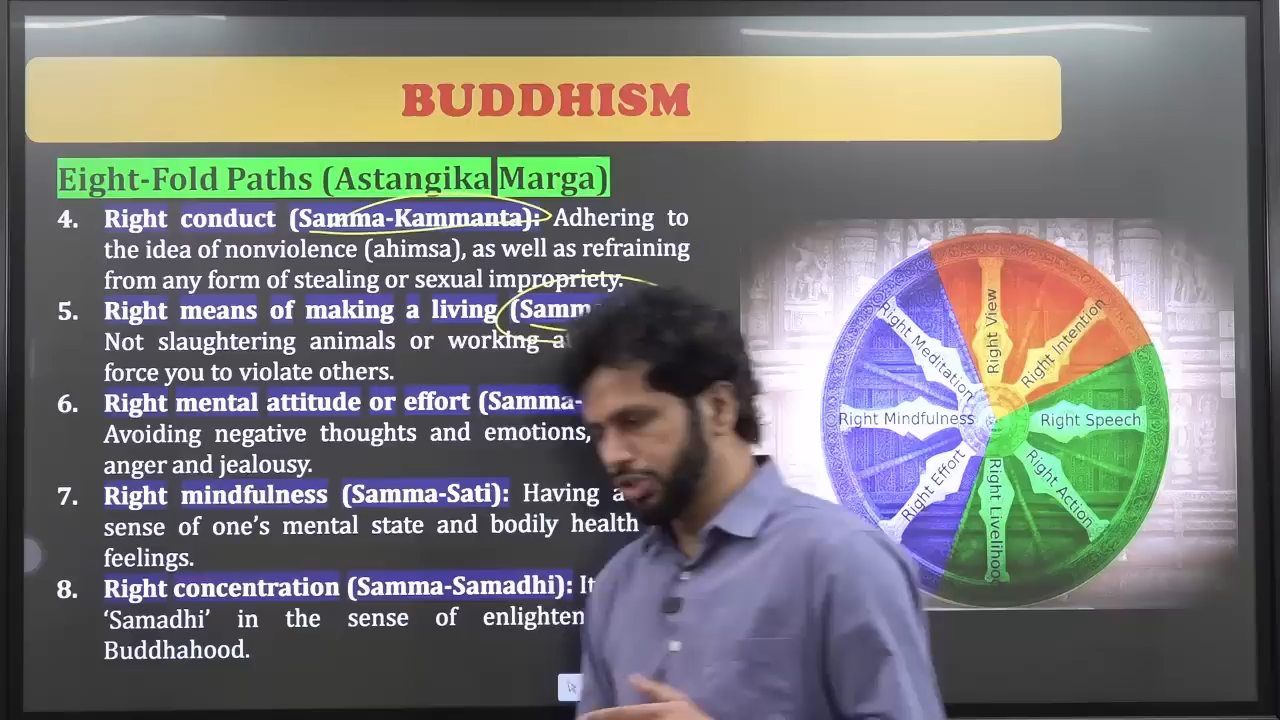 BUDDHISM
Eight-Fold Paths (Astangika Marga)
4. Right conduct (Samma-Kammanta): Adhering to
the idea of nonviolence (ahimsa), as well as refraining
from any form of stealing or sexual impropriety.
5. Right means of making a living (Samm
Not slaughtering animals or working
force you to violate others.
6. Right mental attitude or effort (Samma-
Avoiding negative thoughts and emotions,
anger and jealousy.
7. Right mindfulness (Samma-Sati): Having a
sense of one's mental state and bodily health
feelings.
8. Right concentration (Samma-Samadhi): It
'Samadhi' in the sense of enlighten
Buddhahood.
Right View
Right Intention
Right Speech
Right Action
Right Livelihoo
Right Effort
Right Mindfulness
Right Meditation